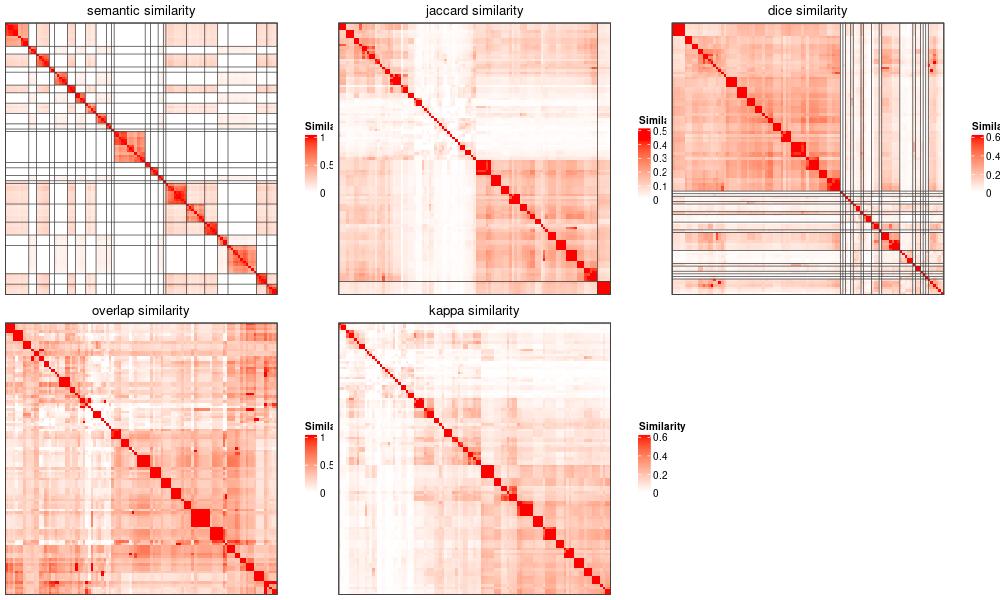 semantic similarity
jaccard similarity
dice similarity
Simila
1
0.5
0
Simila
0.5
0.4
0.3
0.2
0.1
0
Simila
0.6
0.4
0.2
0
overlap similarity
kappa similarity
Simila
1
0.5
0
Similarity
0.6
0.4
0.2
0